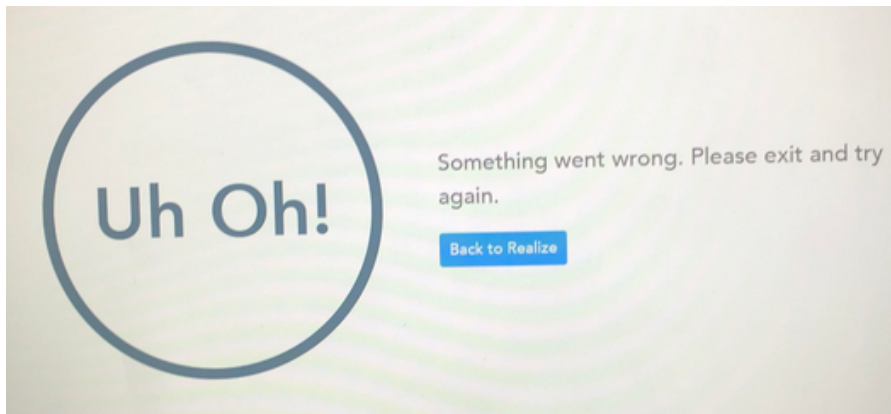 Uh Oh!
Something went wrong. Please exit and try
again.
Back to Realize